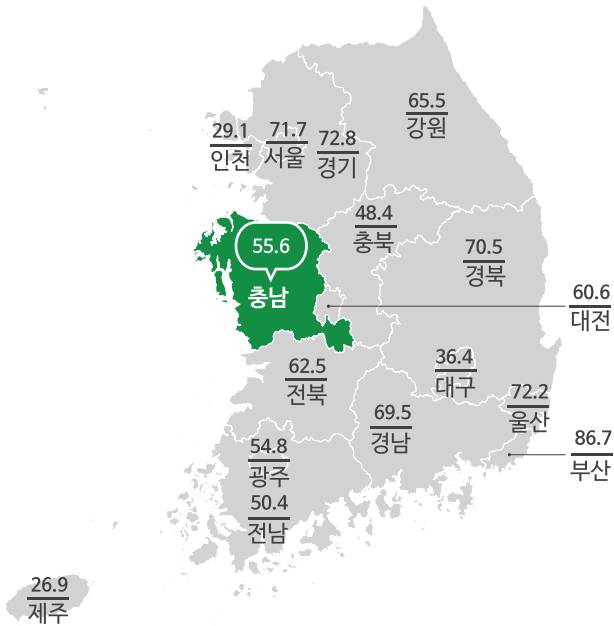 65.5
강원
29.1
인천
71.7
서울
72.8
경기
48.4
충북
55.6
충남
70.5
경북
60.6
대전
62.5
전북
36.4
대구
72.2
울산
69.5
경남
86.7
부산
54.8
광주
50.4
전남
26.9
제주